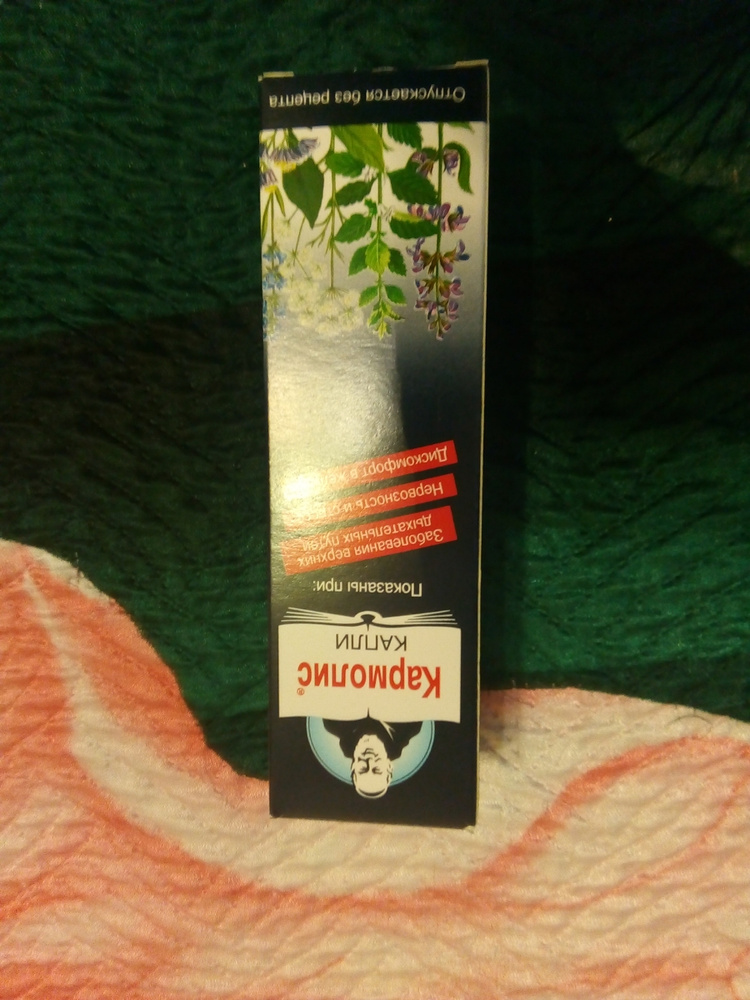 Кармолис®
КАПЛИ
Показаны при:
Заболевания верхних
дыхательных путей
Нервозность и
Дискомфорт в
Отпускается без рецепта